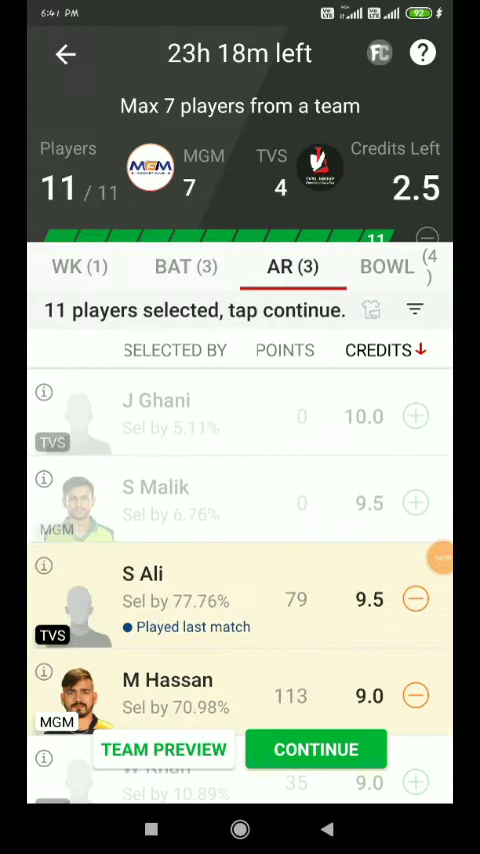 6:41 PM
92
23h 18m left
FC
?
Max 7 players from a team
Players
MGM
TVS
Credits Left
11 / 11
7
4
2.5
MGM
11
WK (1)
BAT (3)
AR (3)
BOWL (4)
11 players selected, tap continue.
SELECTED BY
POINTS
CREDITS
J Ghani
Sel by 5.11%
0
10.0
TVS
S Malik
Sel by 6.76%
0
9.5
MGM
S Ali
Sel by 77.76%
79
9.5
Played last match
TVS
M Hassan
Sel by 70.98%
113
9.0
MGM
TEAM PREVIEW
CONTINUE
W Khan
Sel by 10.89%
35
9.0